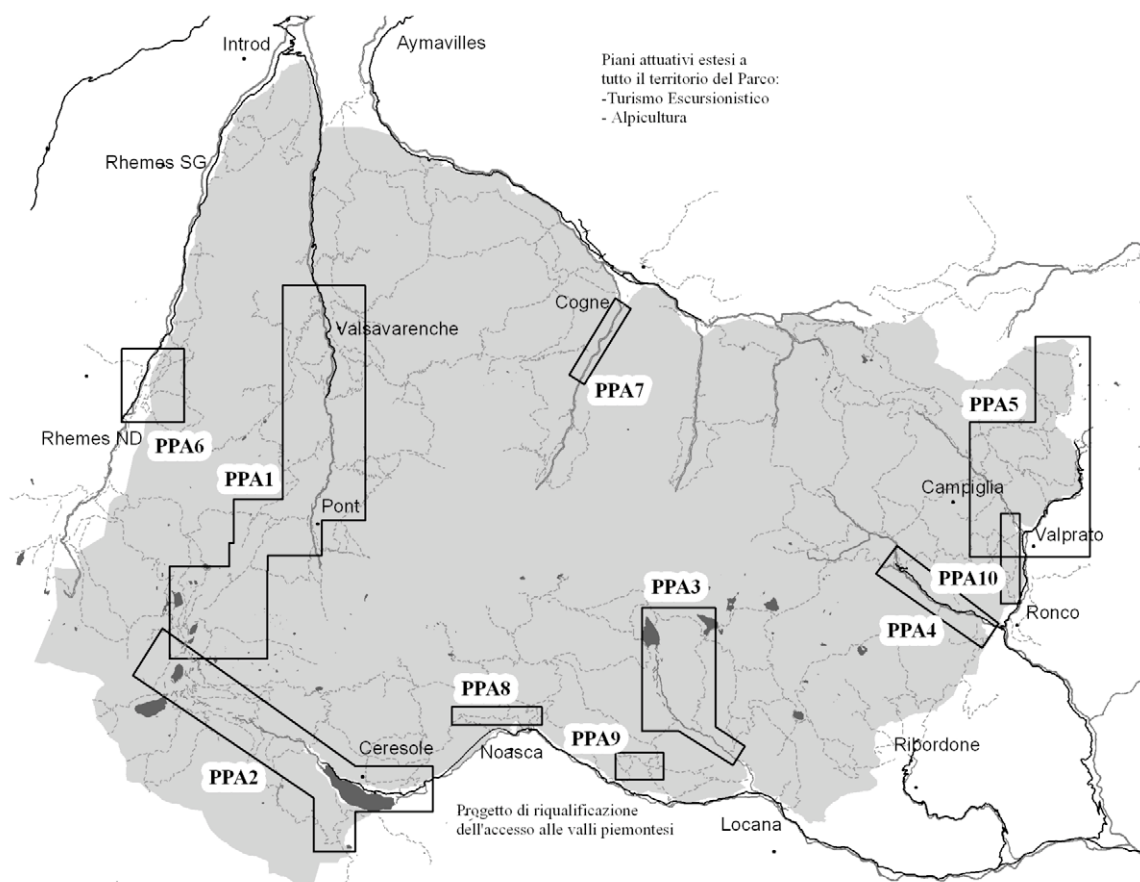 Introd
Aymavilles
Piani attuativi estesi a
tutto il territorio del Parco:
-Turismo Escursionistico
- Alpicultura
Rhemes SG
Cogne
Valsavarenche
PPA7
PPA5
Rhemes ND
PPA6
PPA1
Campiglia
Pont
Valprato
PPA10
PPA3
Ronco
PPA4
PPA8
Ribordone
Ceresole
Noasca
PPA9
PPA2
Progetto di riqualificazione
dell'accesso alle valli piemontesi
Locana